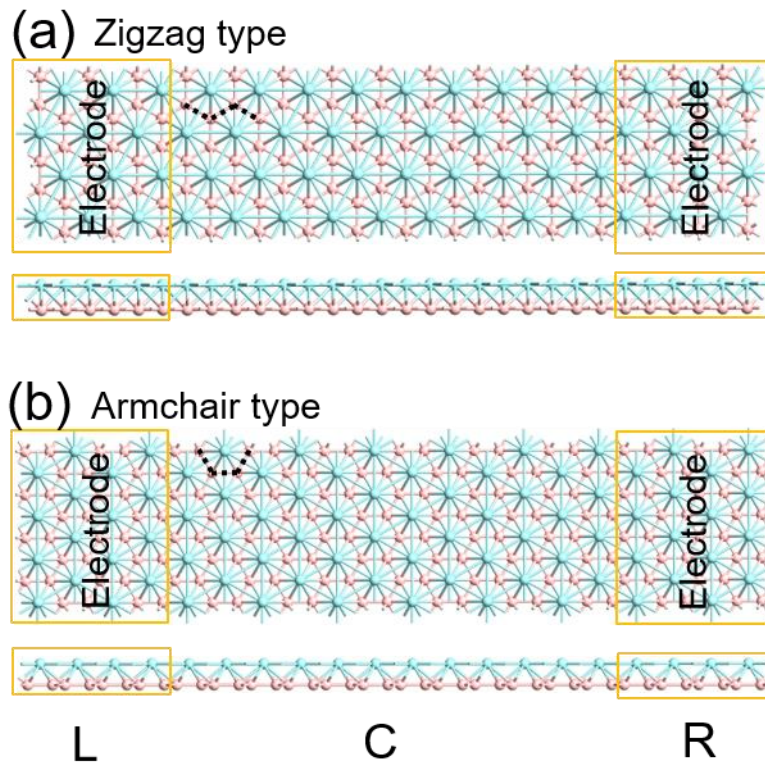 (a) Zigzag type
Electrode
Electrode
(b) Armchair type
Electrode
Electrode
L C R